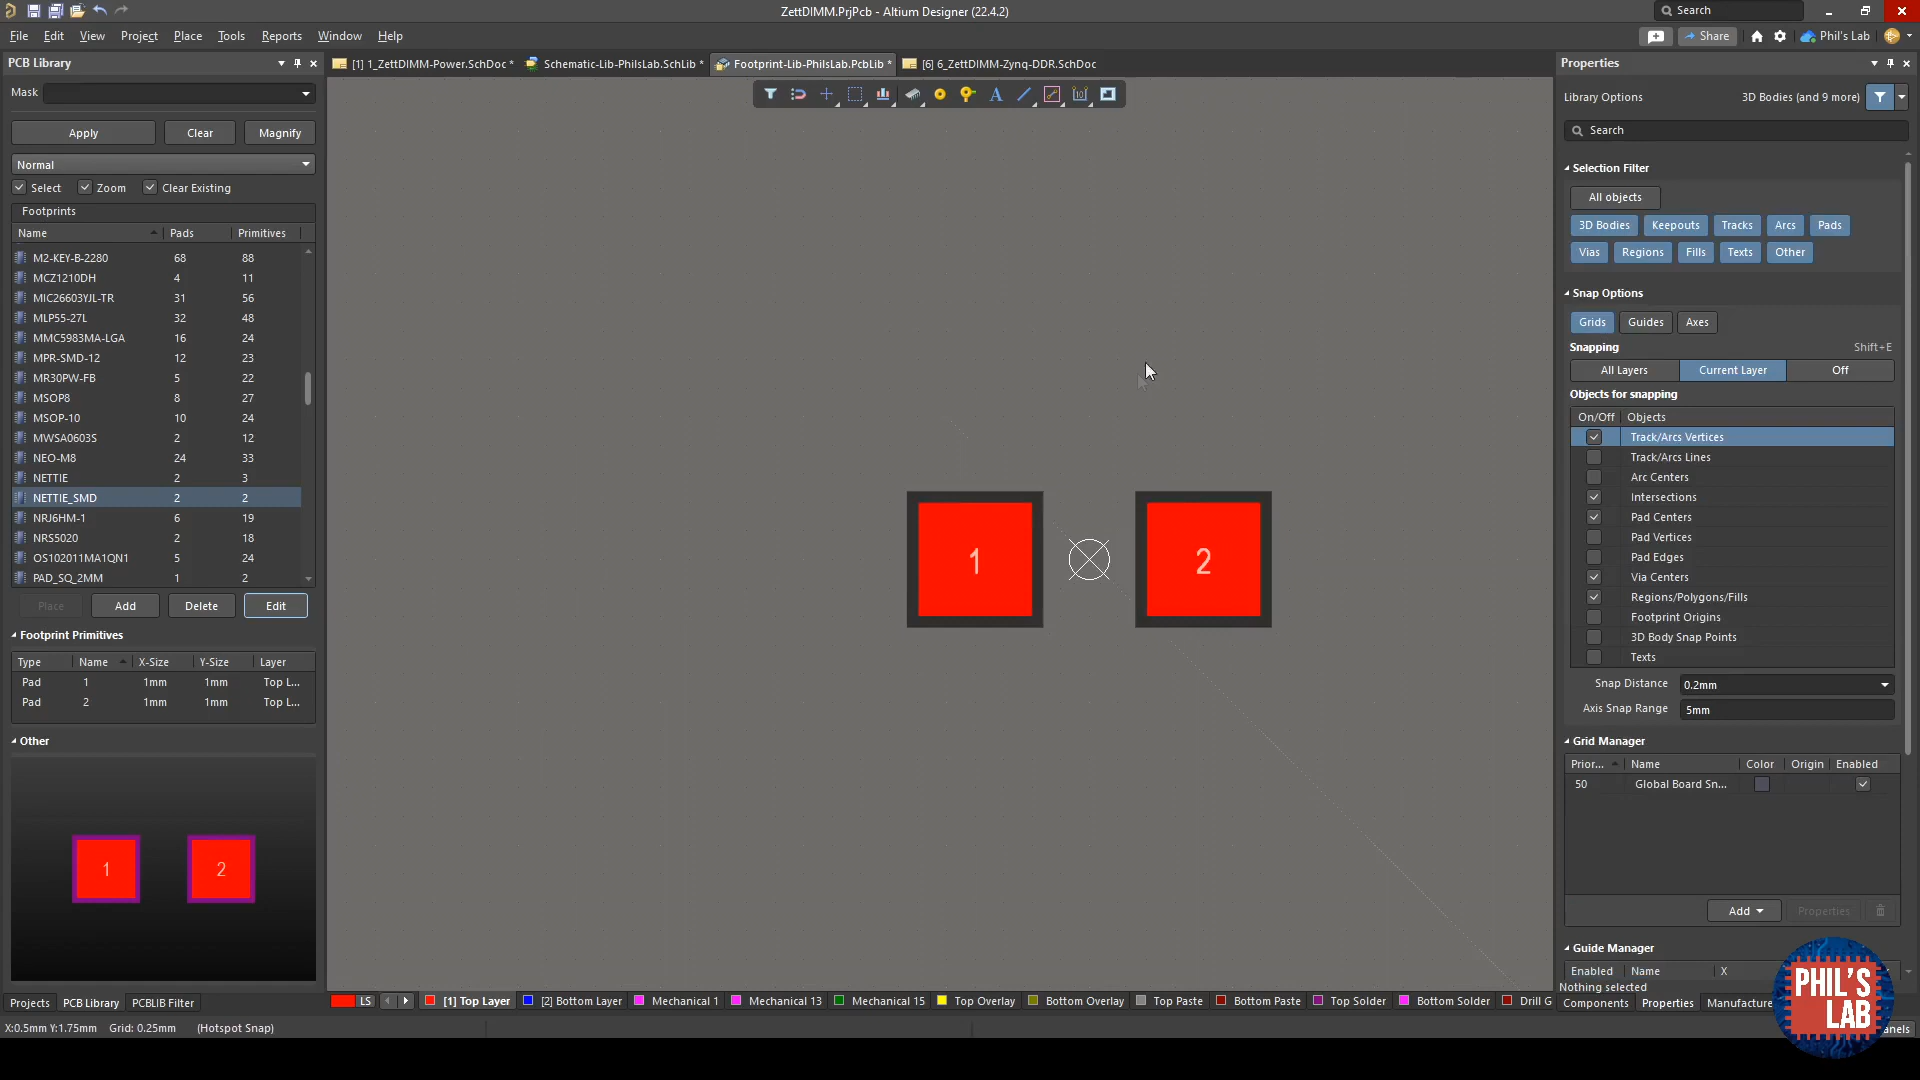 ZettDIMM.PrjPcb - Altium Designer (22.4.2)
Search
File Edit View Project Place Tools Reports Window Help
Share
Phil's Lab
PCB Library
[1] 1_ZettDIMM-Power.SchDoc *
Schematic-Lib-PhilsLab.SchLib *
Footprint-Lib-PhilsLab.PcbLib *
[6] 6_ZettDIMM-Zynq-DDR.SchDoc
Mask
Apply Clear Magnify
Normal
Select Zoom Clear Existing
Footprints
Name Pads Primitives
M2-KEY-B-2280 68 88
MCZ1210DH 4 11
MIC26603YJL-TR 31 56
MLP55-27L 32 48
MMC5983MA-LGA 16 24
MPR-SMD-12 12 23
MR30PW-FB 5 22
MSOP8 8 27
MSOP-10 10 24
MWSA0603S 2 12
NEO-M8 24 33
NETTIE 2 3
NETTIE_SMD 2 2
NRJ6HM-1 6 19
NRS5020 2 18
OS102011MA1QN1 5 24
PAD_SQ_2MM 1 2
Place Add Delete Edit
Footprint Primitives
Type Name X-Size Y-Size Layer
Pad 1 1mm 1mm Top L...
Pad 2 1mm 1mm Top L...
Other
1 2
Projects PCB Library PCBLIB Filter
X:0.5mm Y:1.75mm Grid: 0.25mm (Hotspot Snap)
1 2
LS
[1] Top Layer
[2] Bottom Layer
Mechanical 1
Mechanical 13
Mechanical 15
Top Overlay
Bottom Overlay
Top Paste
Bottom Paste
Top Solder
Bottom Solder
Drill G
Properties
Library Options 3D Bodies (and 9 more)
Search
Selection Filter
All objects
3D Bodies Keepouts Tracks Arcs Pads
Vias Regions Fills Texts Other
Snap Options
Grids Guides Axes
Snapping Shift+E
All Layers Current Layer Off
Objects for snapping
On/Off Objects
Track/Arcs Vertices
Track/Arcs Lines
Arc Centers
Intersections
Pad Centers
Pad Vertices
Pad Edges
Via Centers
Regions/Polygons/Fills
Footprint Origins
3D Body Snap Points
Texts
Snap Distance 0.2mm
Axis Snap Range 5mm
Grid Manager
Prior... Name Color Origin Enabled
50 Global Board Sn...
Add Properties
Guide Manager
Enabled Name X
Nothing selected
Components Properties Manufacture
anels
PHIL'S
LAB